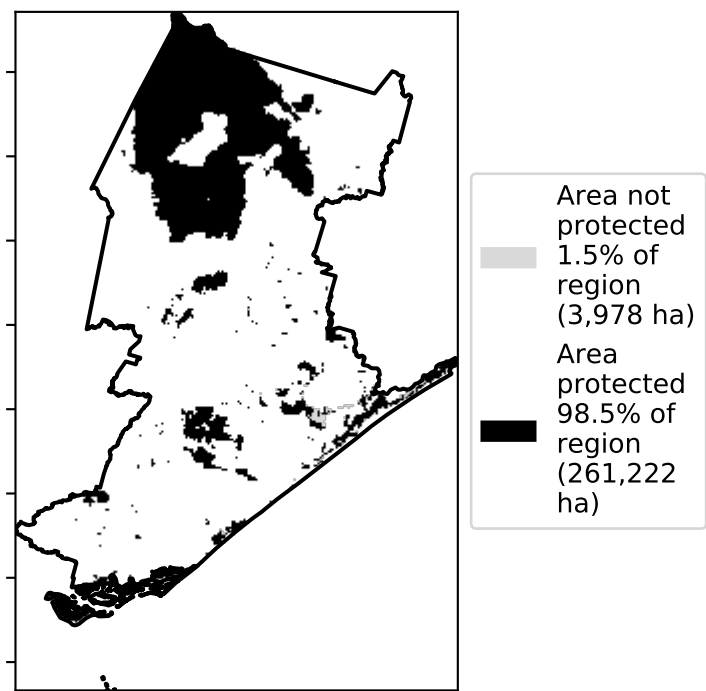 Area not
protected
1.5% of
region
(3,978 ha)
Area
protected
98.5% of
region
(261,222
ha)